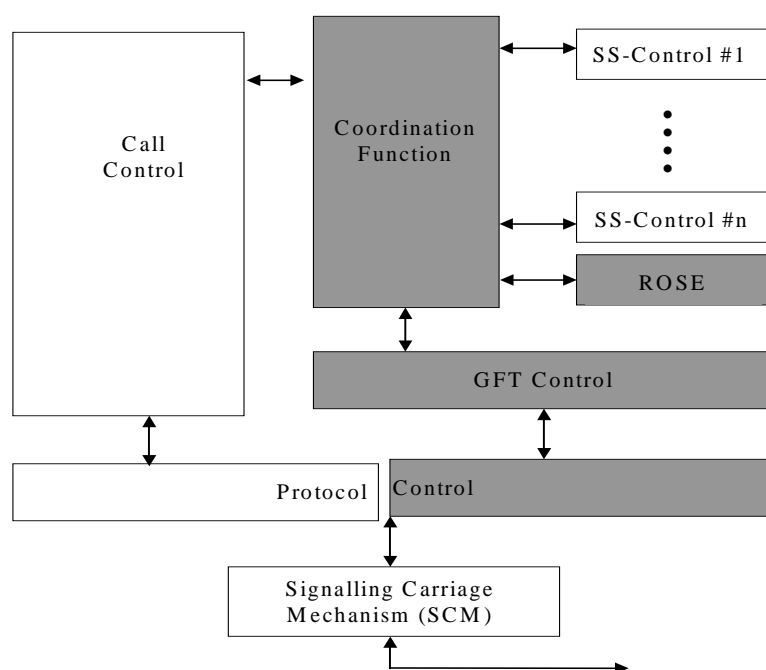 SS-Control #1
Call
Control
Coordination
Function
SS-Control #n
ROSE
GFT Control
Protocol Control
Signalling Carriage
Mechanism (SCM)